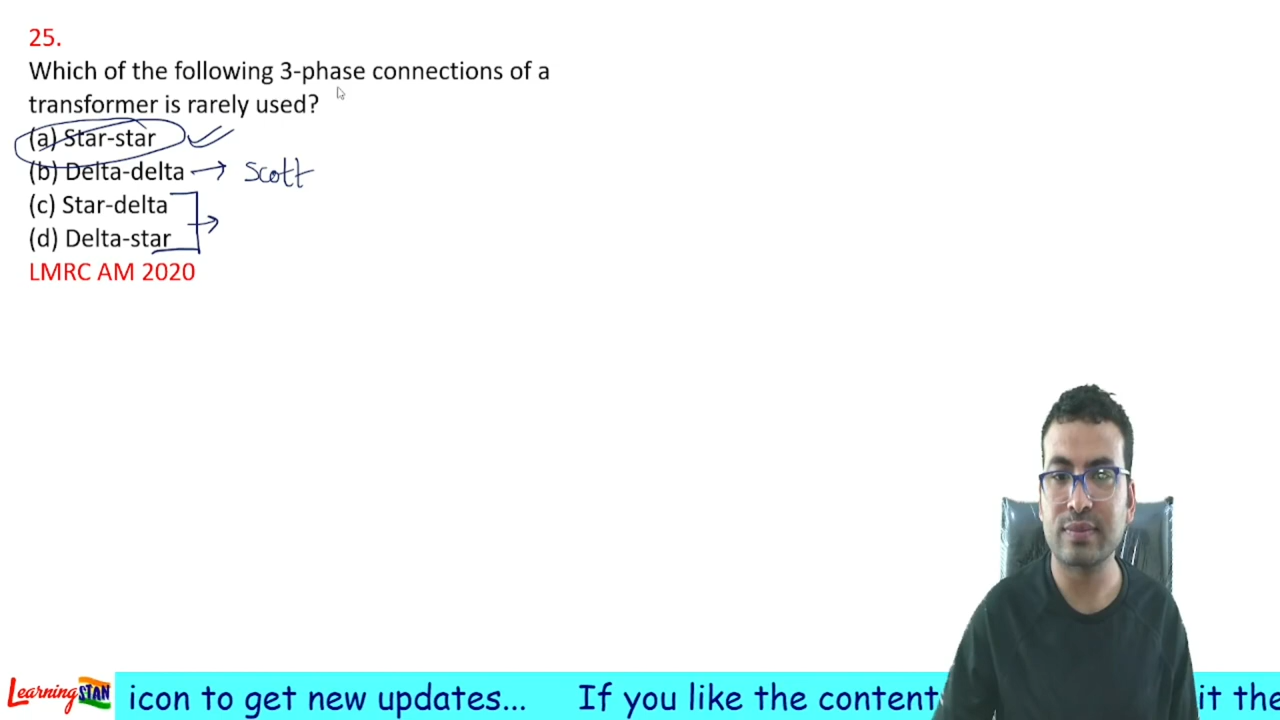 25.
Which of the following 3-phase connections of a
transformer is rarely used?
(a) Star-star
(b) Delta-delta → Scott
(c) Star-delta
(d) Delta-star
LMRC AM 2020
LearningSTAN
icon to get new updates... If you like the content it the